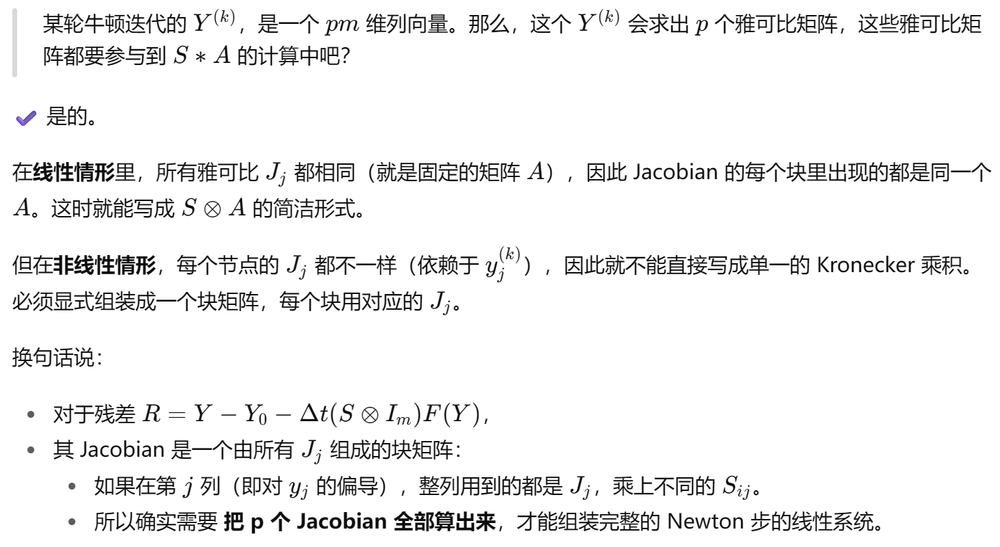 某轮牛顿迭代的 Y^{(k)}，是一个 pm 维列向量。那么，这个 Y^{(k)} 会求出 p 个雅可比矩阵，这些雅可比矩
阵都要参与到 S ∗ A 的计算中吧？
✔ 是的。
在线性情形里，所有雅可比 J_j 都相同（就是固定的矩阵 A），因此 Jacobian 的每个块里出现的都是同一个
A。这时就能写成 S ⊗ A 的简洁形式。
但在非线性情形，每个节点的 J_j 都不一样（依赖于 y_j^{(k)}），因此就不能直接写成单一的 Kronecker 乘积。
必须显式组装成一个块矩阵，每个块用对应的 J_j。
换句话说：
• 对于残差 R = Y − Y_0 − Δt(S ⊗ I_m)F(Y)，
• 其 Jacobian 是一个由所有 J_j 组成的块矩阵：
• 如果在第 j 列（即对 y_j 的偏导），整列用到的都是 J_j，乘上不同的 S_{ij}。
• 所以确实需要 把 p 个 Jacobian 全部算出来，才能组装完整的 Newton 步的线性系统。